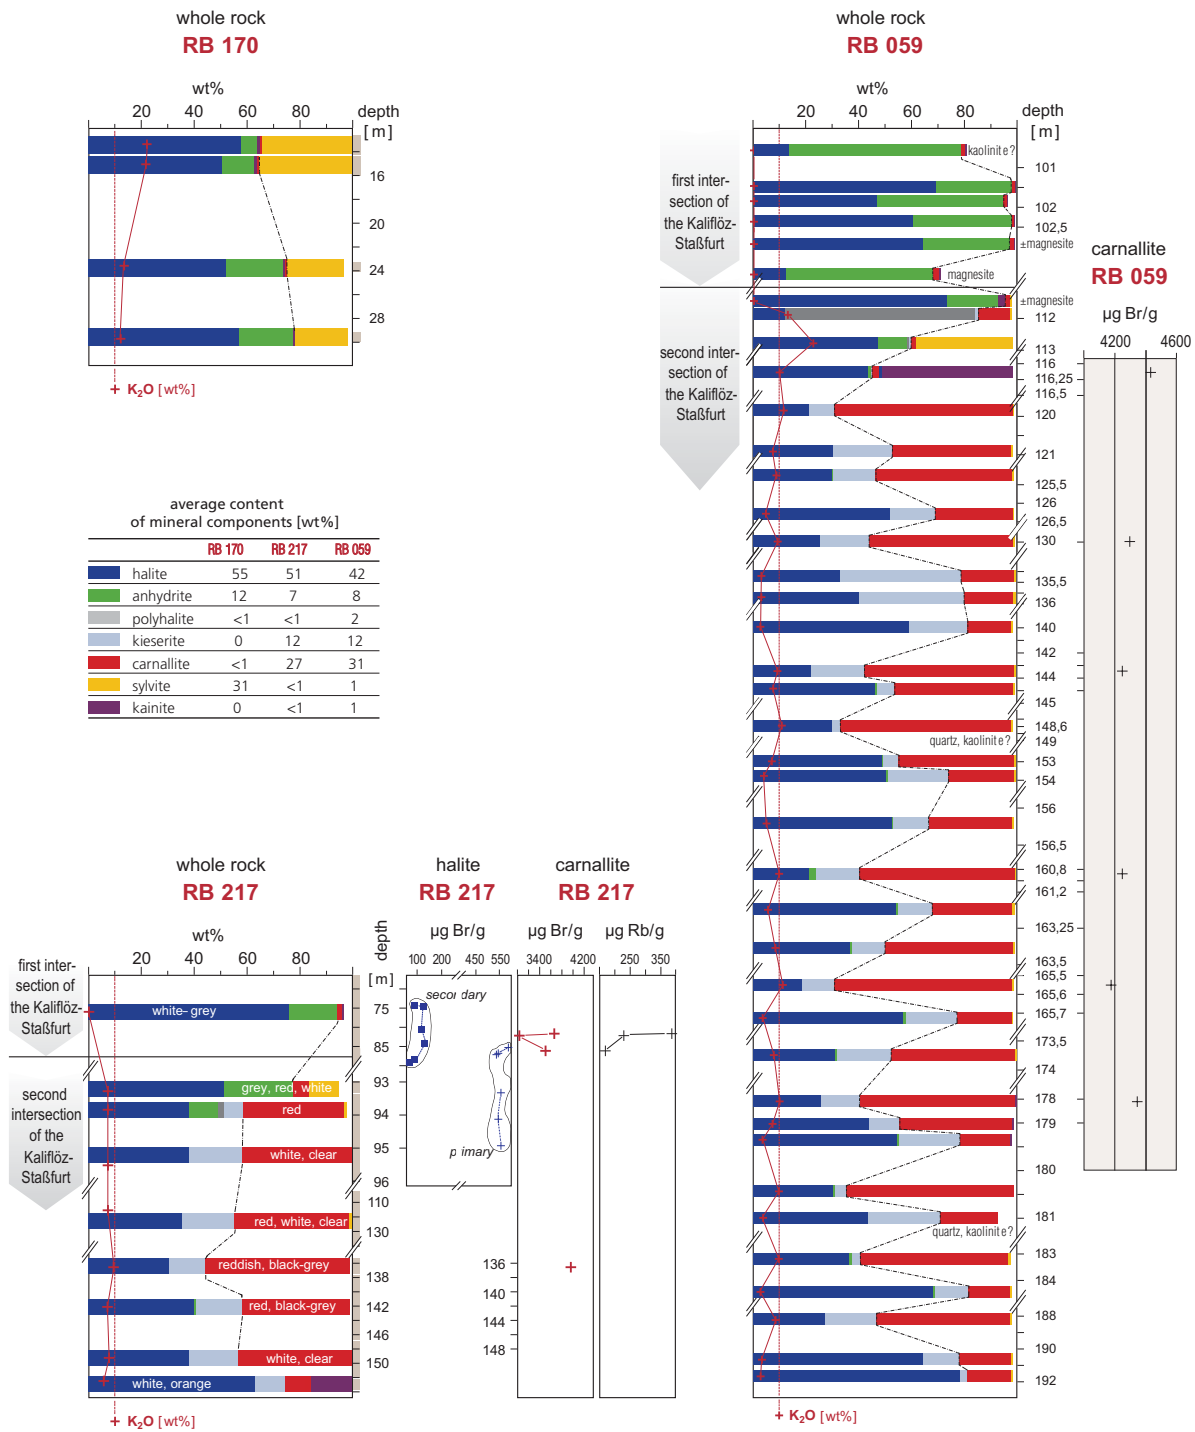 whole rock
RB 170
wt%
20 40 60 80
depth
[m]
16
20
24
28
K2O [wt%]
average content
of mineral components [wt%]
RB 170 RB 217 RB 059
halite 55 51 42
anhydrite 12 7 8
polyhalite <1 <1 2
kieserite 0 12 12
carnallite <1 27 31
sylvite 31 <1 1
kainite 0 <1 1
whole rock
RB 217
wt%
20 40 60 80
depth
[m]
first inter-
section of
the Kaliflöz-
Staßfurt
second
intersection
of the
Kaliflöz-
Staßfurt
white-grey
grey, red, white
red
white, clear
red, white, clear
reddish, black-grey
red, black-grey
white, clear
white, orange
75
85
93
94
95
96
110
130
138
142
146
150
K2O [wt%]
halite
RB 217
µg Br/g
100 200 450 550
secondary
primary
carnallite
RB 217
µg Br/g
3400 4200
µg Rb/g
250 350
136
140
144
148
whole rock
RB 059
wt%
20 40 60 80
depth
[m]
first inter-
section of
the Kaliflöz-
Staßfurt
second inter-
section of
the Kaliflöz-
Staßfurt
kaolinite?
101
102
102,5
±magnesite
magnesite
±magnesite
112
113
116
116,25
116,5
120
121
125,5
126
126,5
130
135,5
136
140
142
144
145
148,6
quartz, kaolinite?
149
153
154
156
156,5
160,8
161,2
163,25
163,5
165,5
165,6
165,7
173,5
174
178
179
180
181
quartz, kaolinite?
183
184
188
190
192
K2O [wt%]
carnallite
RB 059
µg Br/g
4200 4600